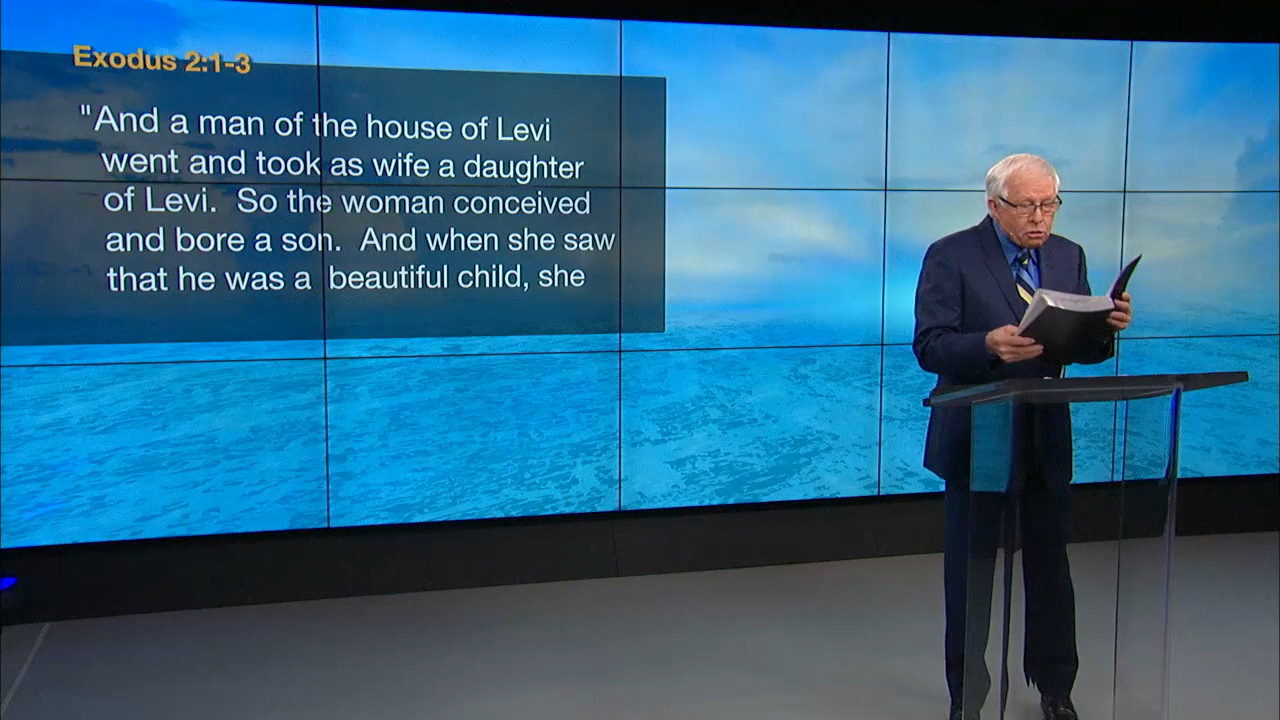 Exodus 2:1-3
"And a man of the house of Levi
went and took as wife a daughter
of Levi. So the woman conceived
and bore a son. And when she saw
that he was a beautiful child, she